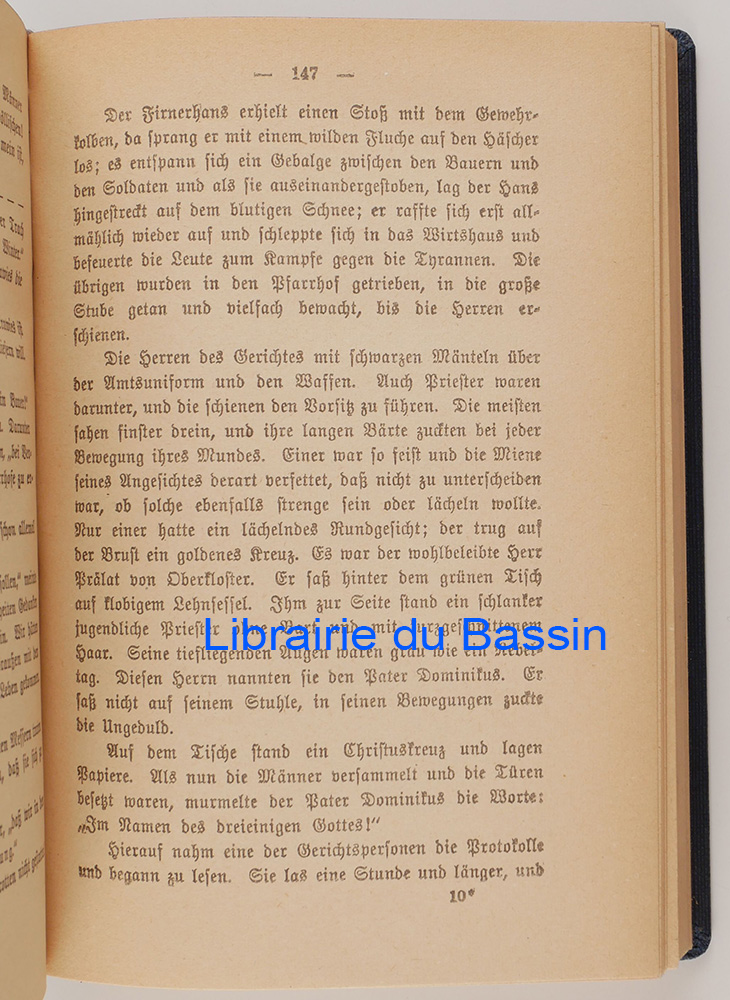 — 147 —
Der Firnerhans erhielt einen Stoß mit dem Gewehr-
kolben, da sprang er mit einem wilden Fluche auf den Häscher
los; es entspann sich ein Gebalge zwischen den Bauern und
den Soldaten und als sie auseinandergestoben, lag der Hans
hingestreckt auf dem blutigen Schnee; er raffte sich erst all-
mählich wieder auf und schleppte sich in das Wirtshaus und
befeuerte die Leute zum Kampfe gegen die Tyrannen. Die
übrigen wurden in den Pfarrhof getrieben, in die große
Stube getan und vielfach bewacht, bis die Herren er-
schienen.
Die Herren des Gerichtes mit schwarzen Mänteln über
der Amtsuniform und den Waffen. Auch Priester waren
darunter, und die schienen den Vorsitz zu führen. Die meisten
sahen finster drein, und ihre langen Bärte zuckten bei jeder
Bewegung ihres Mundes. Einer war so feist und die Miene
seines Angesichtes derart verfettet, daß nicht zu unterscheiden
war, ob solche ebenfalls strenge sein oder lächeln wollte.
Nur einer hatte ein lächelndes Rundgesicht; der trug auf
der Brust ein goldenes Kreuz. Es war der wohlbeleibte Herr
Prälat von Oberkloster. Er saß hinter dem grünen Tisch
auf klobigem Lehnsessel. Ihm zur Seite stand ein schlanker
jugendliche Priester ohne Bart und mit kurzgeschnittenem
Librairie du Bassin
Haar. Seine tiefliegenden Augen waren grau wie ein Nebel-
tag. Diesen Herrn nannten sie den Pater Dominikus. Er
saß nicht auf seinem Stuhle, in seinen Bewegungen zuckte
die Ungeduld.
Auf dem Tische stand ein Christuskreuz und lagen
Papiere. Als nun die Männer versammelt und die Türen
besetzt waren, murmelte der Pater Dominikus die Worte:
„Im Namen des dreieinigen Gottes!“
Hierauf nahm eine der Gerichtspersonen die Protokolle
und begann zu lesen. Sie las eine Stunde und länger, und
10*